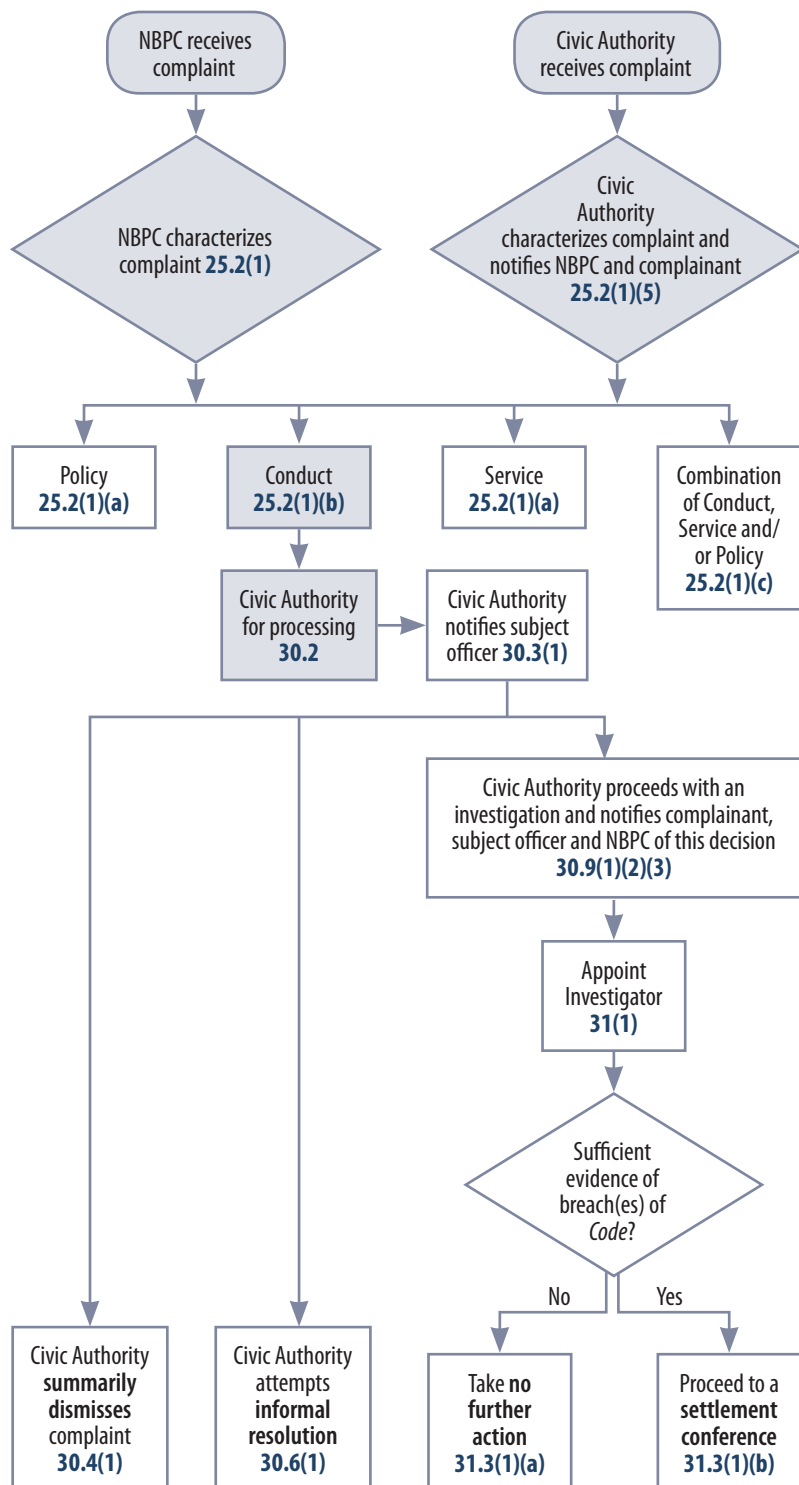 NBPC receives
complaint
Civic Authority
receives complaint
NBPC characterizes
complaint 25.2(1)
Civic
Authority
characterizes complaint and
notifies NBPC and complainant
25.2(1)(5)
Policy
25.2(1)(a)
Conduct
25.2(1)(b)
Service
25.2(1)(a)
Combination
of Conduct,
Service and/
or Policy
25.2(1)(c)
Civic Authority
for processing
30.2
Civic Authority
notifies subject
officer 30.3(1)
Civic Authority proceeds with an
investigation and notifies complainant,
subject officer and NBPC of this decision
30.9(1)(2)(3)
Appoint
Investigator
31(1)
Sufficient
evidence of
breach(es) of
Code?
No
Yes
Civic Authority
summarily
dismisses
complaint
30.4(1)
Civic Authority
attempts
informal
resolution
30.6(1)
Take no
further
action
31.3(1)(a)
Proceed to a
settlement
conference
31.3(1)(b)